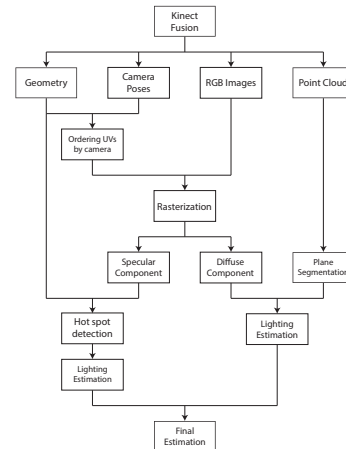 Kinect
Fusion
Geometry
Camera
Poses
RGB Images
Point Cloud
Ordering UVs
by camera
Rasterization
Specular
Component
Diffuse
Component
Plane
Segmentation
Hot spot
detection
Lighting
Estimation
Lighting
Estimation
Final
Estimation